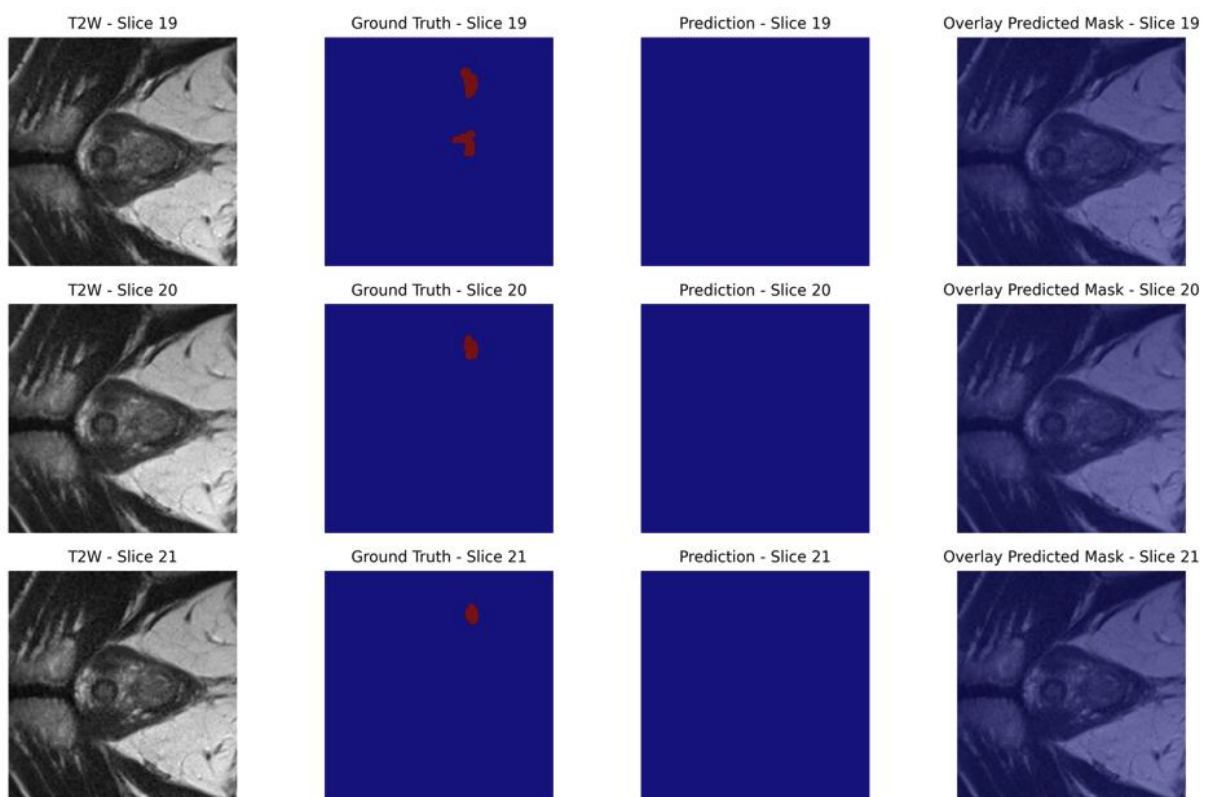 T2W - Slice 19
Ground Truth - Slice 19
Prediction - Slice 19
Overlay Predicted Mask - Slice 19
T2W - Slice 20
Ground Truth - Slice 20
Prediction - Slice 20
Overlay Predicted Mask - Slice 20
T2W - Slice 21
Ground Truth - Slice 21
Prediction - Slice 21
Overlay Predicted Mask - Slice 21